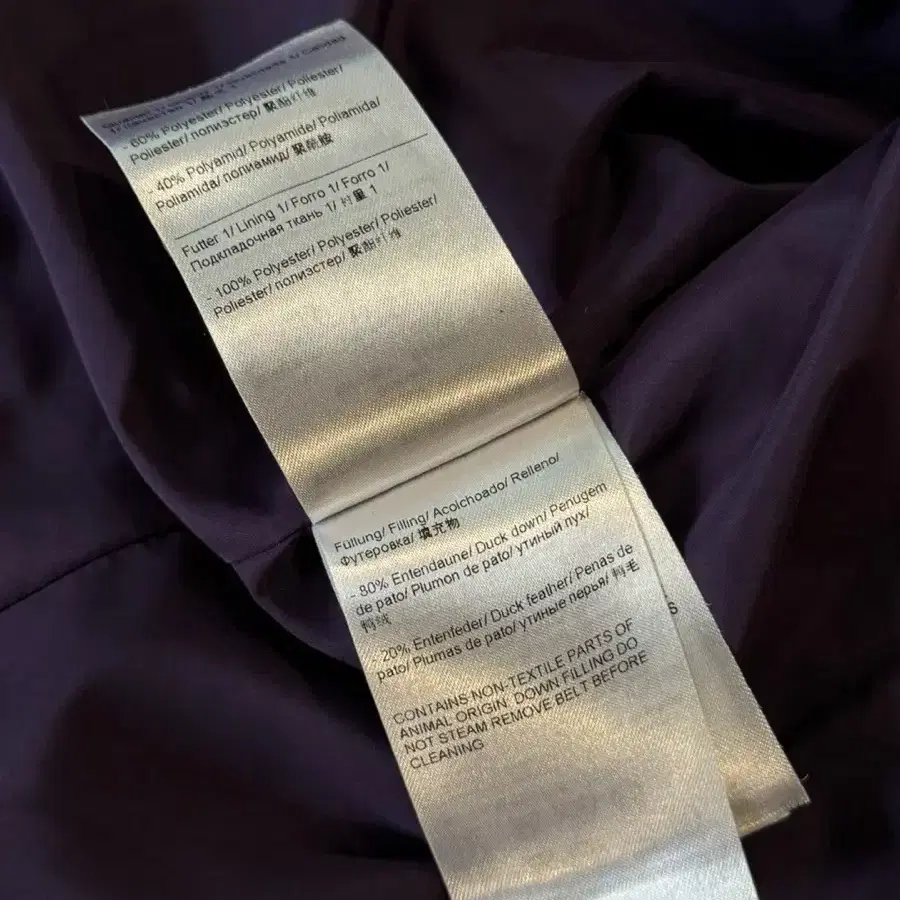 - 60% Polyester/ Polyester/ Poliester/
Poliester/ полиэстер/ 聚酯纤维
- 40% Polyamid/ Polyamide/ Poliamida/
Poliamida/ полиамид/ 聚酰胺
Futter 1/ Lining 1/ Forro 1/ Forro 1/
Подкладочная ткань 1/ 衬里 1
- 100% Polyester/ Polyester/ Poliester/
Poliester/ полиэстер/ 聚酯纤维
Füllung/ Filling/ Acolchoado/ Relleno/
Футеровка/ 填充物
- 80% Entendaune/ Duck down/ Penugem
de pato/ Plumon de pato/ утиный пух/
鸭绒
- 20% Entenfeder/ Duck feather/ Penas de
pato/ Plumas de pato/ утиные перья/ 鸭毛
CONTAINS NON-TEXTILE PARTS OF
ANIMAL ORIGIN. DOWN FILLING DO
NOT STEAM REMOVE BELT BEFORE
CLEANING
S